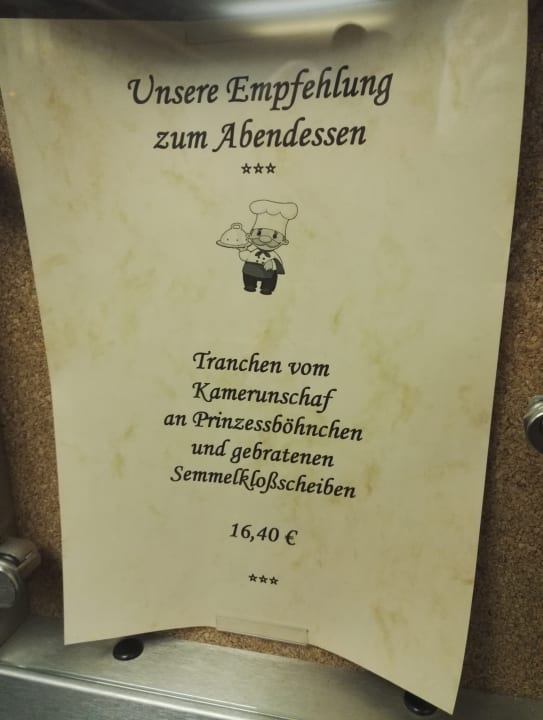 Unsere Empfehlung
zum Abendessen
***
Tranchen vom
Kamerunschaf
an Prinzessböhnchen
und gebratenen
Semmelkloßscheiben
16,40 €
***